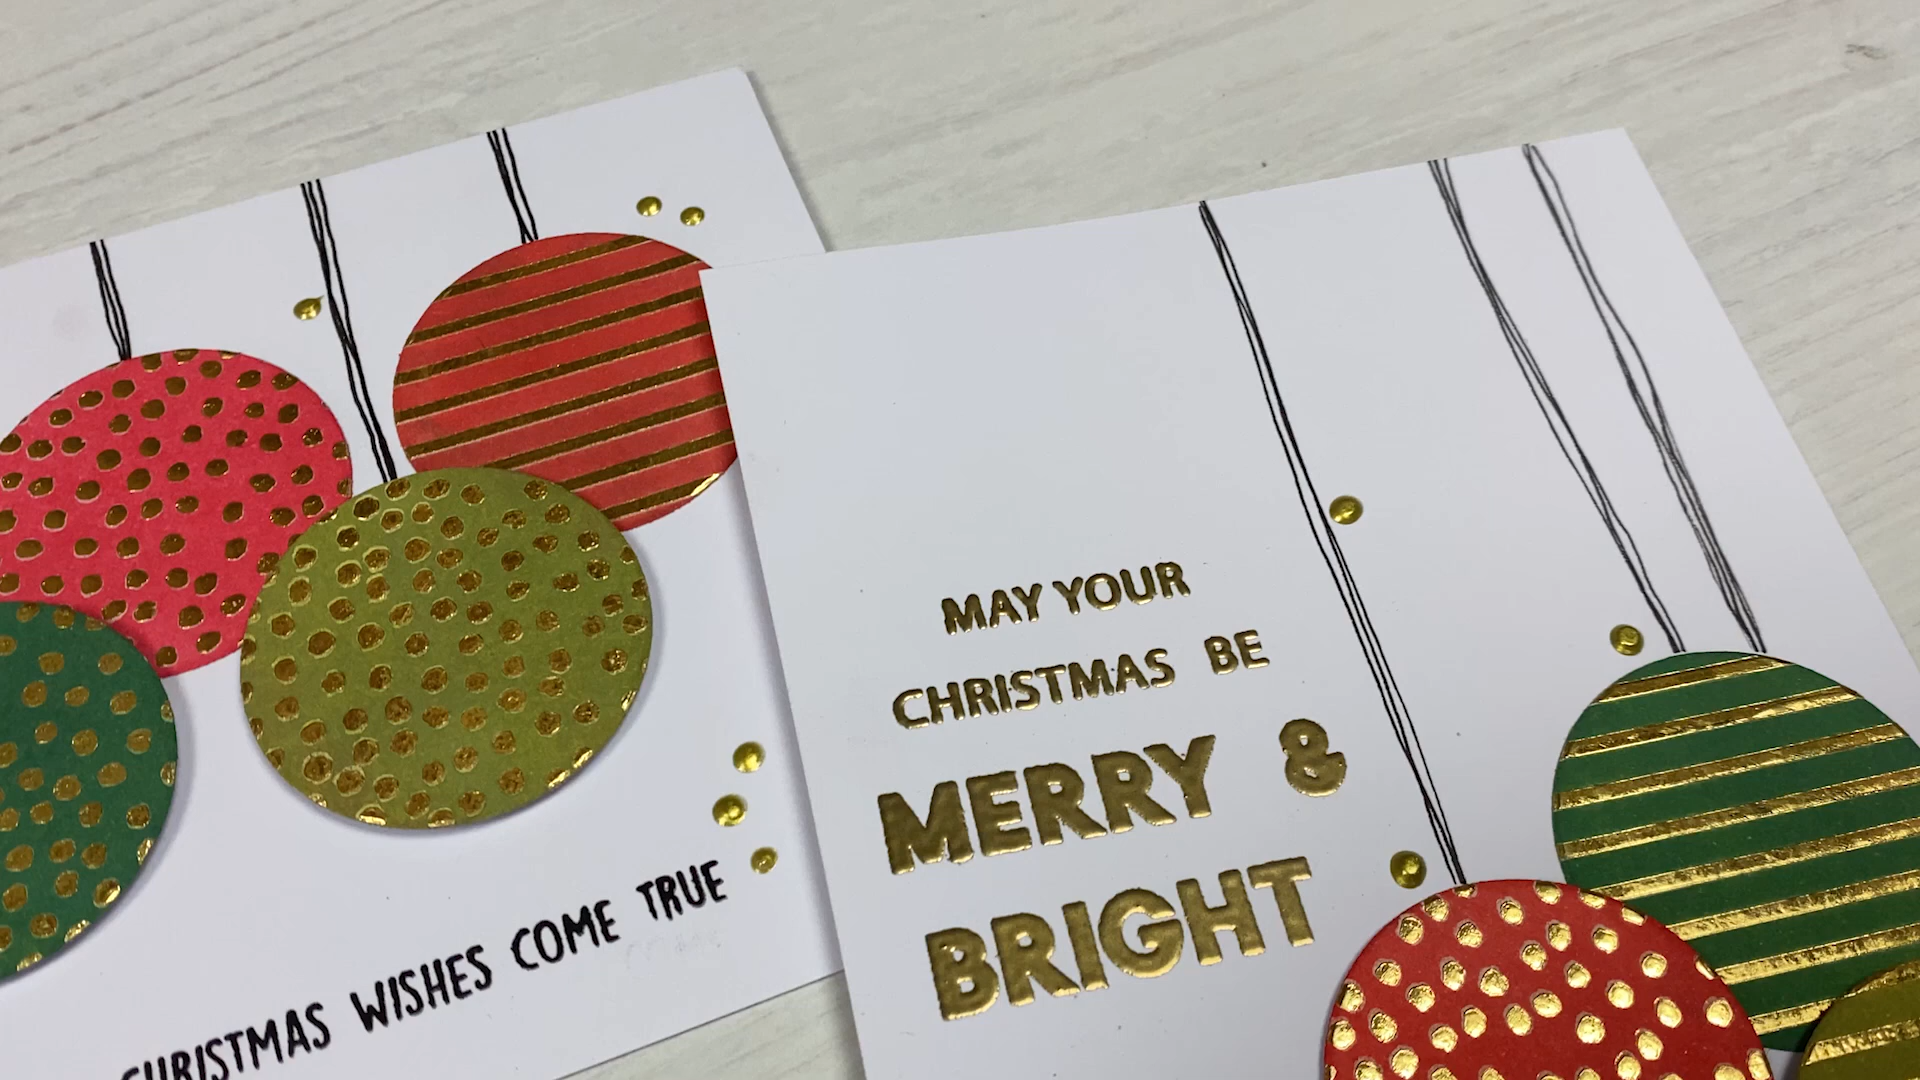 CHRISTMAS WISHES COME TRUE
MAY YOUR
CHRISTMAS BE
MERRY &
BRIGHT